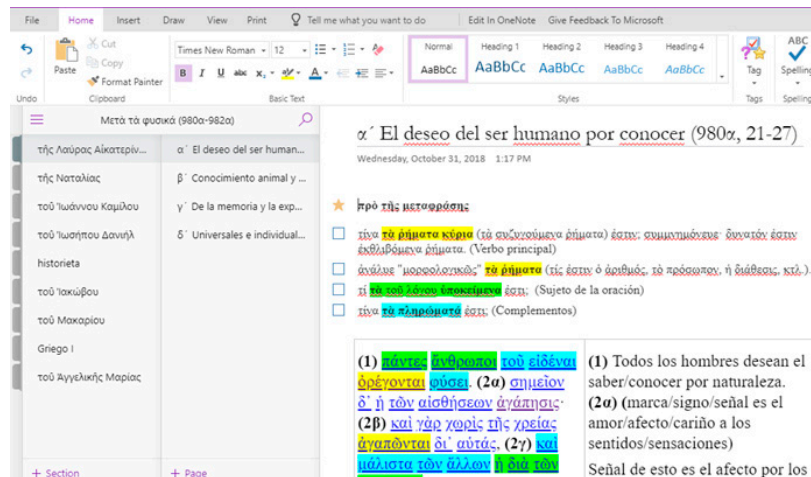 File Home Insert Draw View Print Tell me what you want to do Edit In OneNote Give Feedback To Microsoft
Undo
Paste
Cut
Copy
Format Painter
Clipboard
Times New Roman 12
B I U abc x₂ A
Basic Text
Normal Heading 1 Heading 2 Heading 3 Heading 4
AaBbCc AaBbCc AaBbCc AaBbCc AaBbCc
Styles
Tag
Tags
ABC
Spelling
Spelling
Μετὰ τὰ φυσικά (980α-982α)
τῆς Λαύρας Αἰκατερίν...
τῆς Ναταλίας
τοῦ Ἰωάννου Καμίλου
τοῦ Ἰωσήπου Δανιήλ
historieta
τοῦ Ἰακώβου
τοῦ Μακαρίου
Griego I
τοῦ Ἀγγελικῆς Μαρίας
+ Section
α´ El deseo del ser human...
β´ Conocimiento animal y ...
γ´ De la memoria y la exp...
δ´ Universales e individual...
+ Page
α´ El deseo del ser humano por conocer (980α, 21-27)
Wednesday, October 31, 2018 1:17 PM
πρὸ τῆς μεταφράσης
τίνα τὰ ῥήματα κύρια (τὰ συζυγούμενα ῥήματα) ἐστιν; συμμνημόνευε· δυνατόν ἐστιν
ἐκθλιβόμενα ῥήματα. (Verbo principal)
ἀνάλυε "μορφολογικῶς" τὰ ῥήματα (τίς ἐστιν ὁ ἀριθμός, τὸ πρόσωπον, ἡ διάθεσις, κτλ.).
τί τὰ τοῦ λόγου ὑποκείμενα ἐστι; (Sujeto de la oración)
τίνα τὰ πληρώματά ἐστι; (Complementos)
(1) πάντες ἄνθρωποι τοῦ εἰδέναι
ὀρέγονται φύσει. (2α) σημεῖον
δ' ἡ τῶν αἰσθήσεων ἀγάπησις·
(2β) καὶ γὰρ χωρὶς τῆς χρείας
ἀγαπῶνται δι' αὑτάς, (2γ) καὶ
μάλιστα τῶν ἄλλων ἡ διὰ τῶν
(1) Todos los hombres desean el
saber/conocer por naturaleza.
(2α) (marca/signo/señal es el
amor/afecto/cariño a los
sentidos/sensaciones)
Señal de esto es el afecto por los